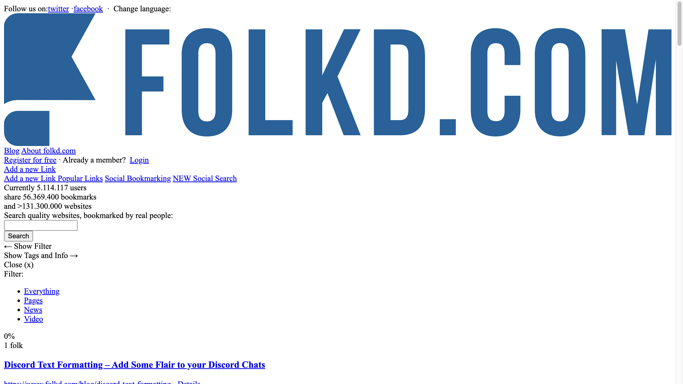 Follow us on:twitter ·facebook  ·  Change language:
FOLKD.COM
Blog About folkd.com
Register for free · Already a member?  Login
Add a new Link
Add a new Link Popular Links Social Bookmarking NEW Social Search
Currently 5.114.117 users
share 56.369.400 bookmarks
and >131.300.000 websites
Search quality websites, bookmarked by real people:
Search
← Show Filter
Show Tags and Info →
Close (x)
Filter:
Everything
Pages
News
Video
0%
1 folk
Discord Text Formatting – Add Some Flair to your Discord Chats